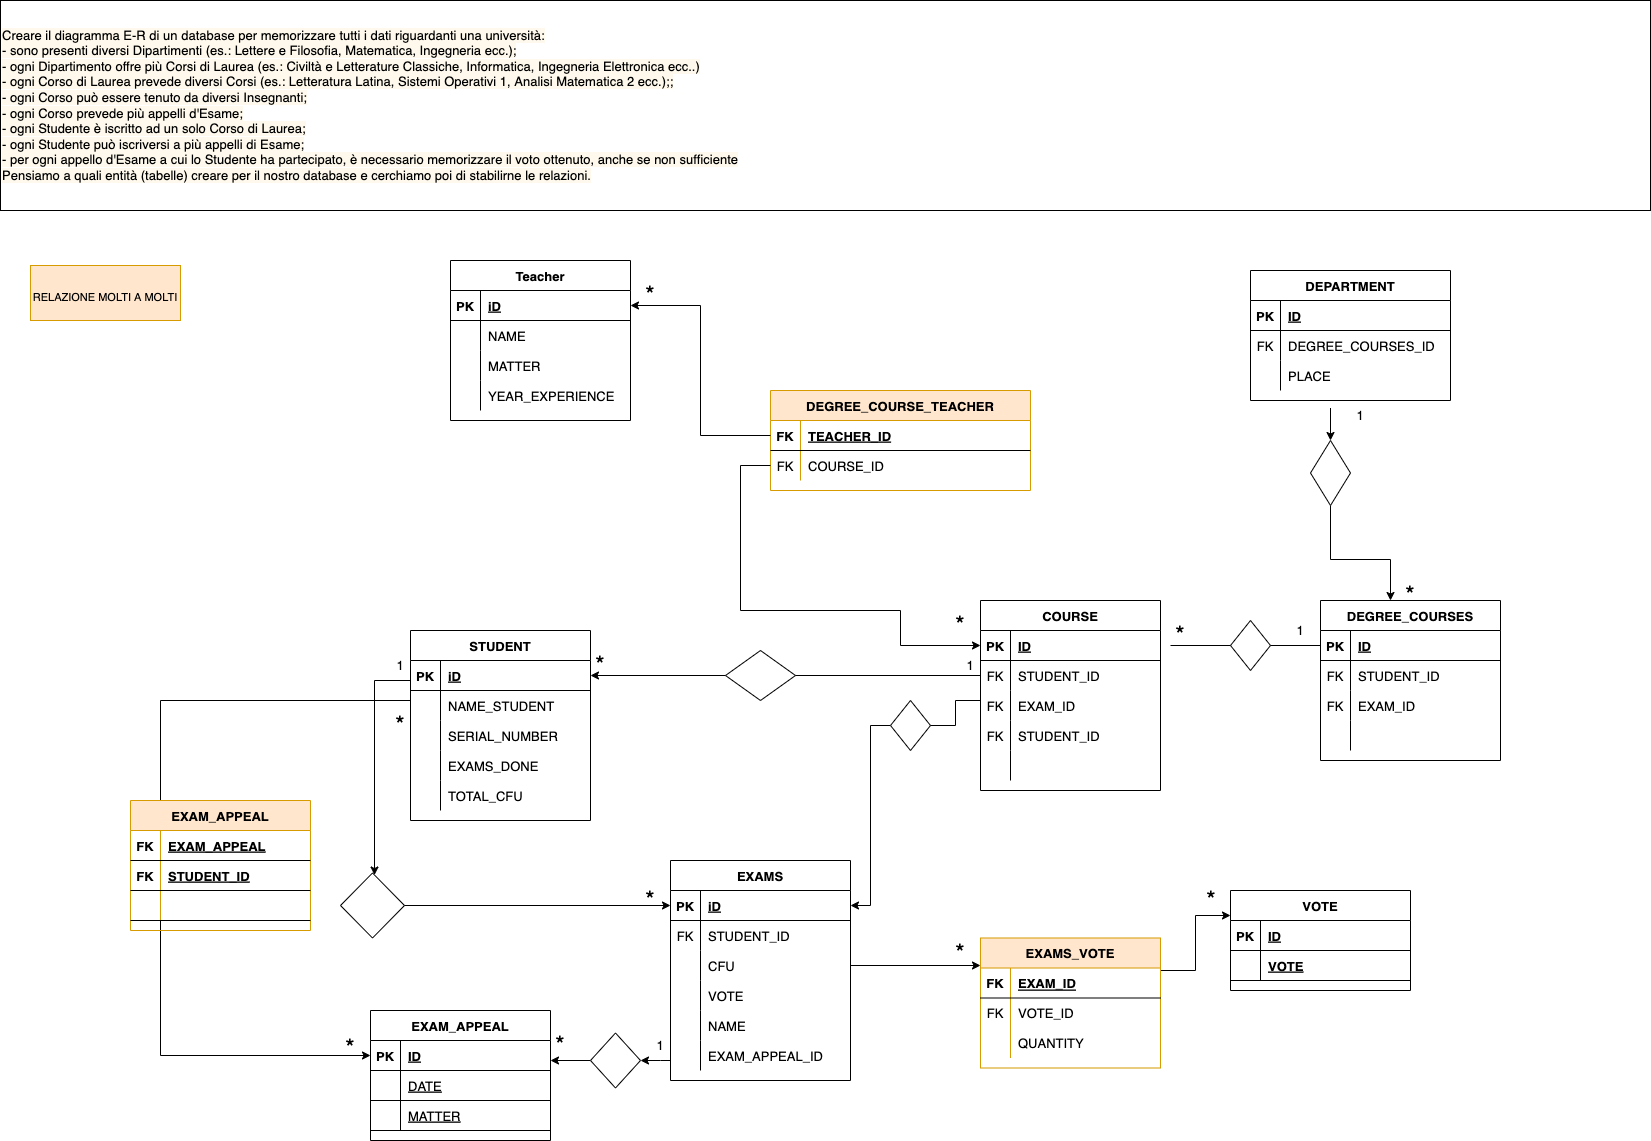 Creare il diagramma E-R di un database per memorizzare tutti i dati riguardanti una università:
- sono presenti diversi Dipartimenti (es.: Lettere e Filosofia, Matematica, Ingegneria ecc.);
- ogni Dipartimento offre più Corsi di Laurea (es.: Civiltà e Letterature Classiche, Informatica, Ingegneria Elettronica ecc..)
- ogni Corso di Laurea prevede diversi Corsi (es.: Letteratura Latina, Sistemi Operativi 1, Analisi Matematica 2 ecc.);;
- ogni Corso può essere tenuto da diversi Insegnanti;
- ogni Corso prevede più appelli d'Esame;
- ogni Studente è iscritto ad un solo Corso di Laurea;
- ogni Studente può iscriversi a più appelli di Esame;
- per ogni appello d'Esame a cui lo Studente ha partecipato, è necessario memorizzare il voto ottenuto, anche se non sufficiente
Pensiamo a quali entità (tabelle) creare per il nostro database e cerchiamo poi di stabilirne le relazioni.
RELAZIONE MOLTI A MOLTI
Teacher
PK iD
NAME
MATTER
YEAR_EXPERIENCE
*
DEPARTMENT
PK ID
FK DEGREE_COURSES_ID
PLACE
1
DEGREE_COURSE_TEACHER
FK TEACHER_ID
FK COURSE_ID
*
DEGREE_COURSES
PK ID
FK STUDENT_ID
FK EXAM_ID
1
*
COURSE
PK ID
FK STUDENT_ID
FK EXAM_ID
FK STUDENT_ID
*
1
*
STUDENT
PK iD
NAME_STUDENT
SERIAL_NUMBER
EXAMS_DONE
TOTAL_CFU
1
*
EXAM_APPEAL
FK EXAM_APPEAL
FK STUDENT_ID
*
EXAMS
PK iD
FK STUDENT_ID
CFU
VOTE
NAME
EXAM_APPEAL_ID
*
EXAMS_VOTE
FK EXAM_ID
FK VOTE_ID
QUANTITY
*
VOTE
PK ID
VOTE
*
EXAM_APPEAL
PK ID
DATE
MATTER
*
1